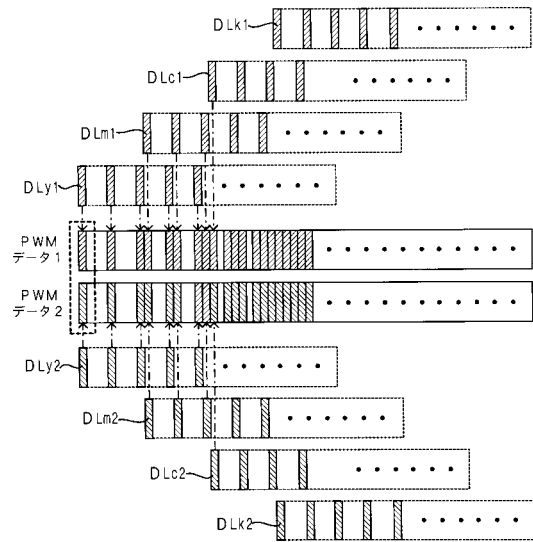 DLk1
DLc1
DLm1
DLy1
PWM
データ1
PWM
データ2
DLy2
DLm2
DLc2
DLk2